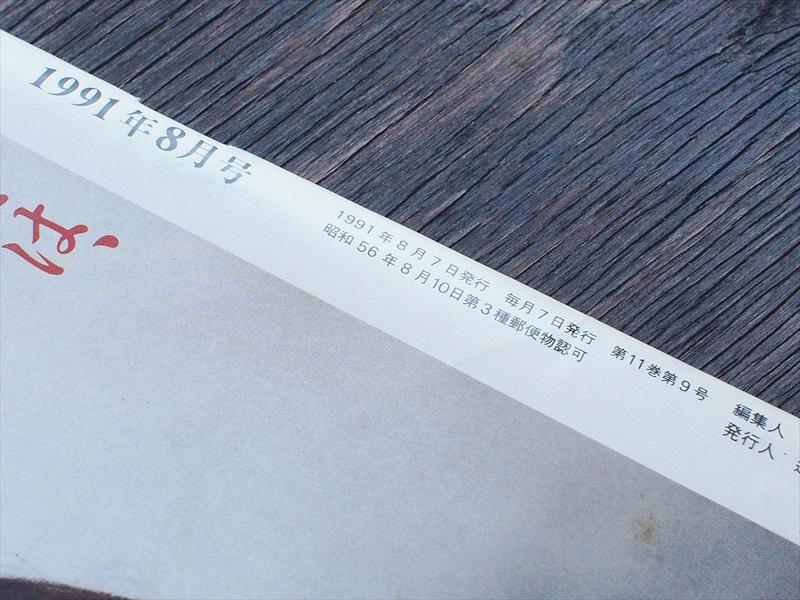 1991年8月号
は、
1991年8月7日発行 毎月7日発行 第11巻第9号 編集人
昭和56年8月10日第3種郵便物認可
発行人・